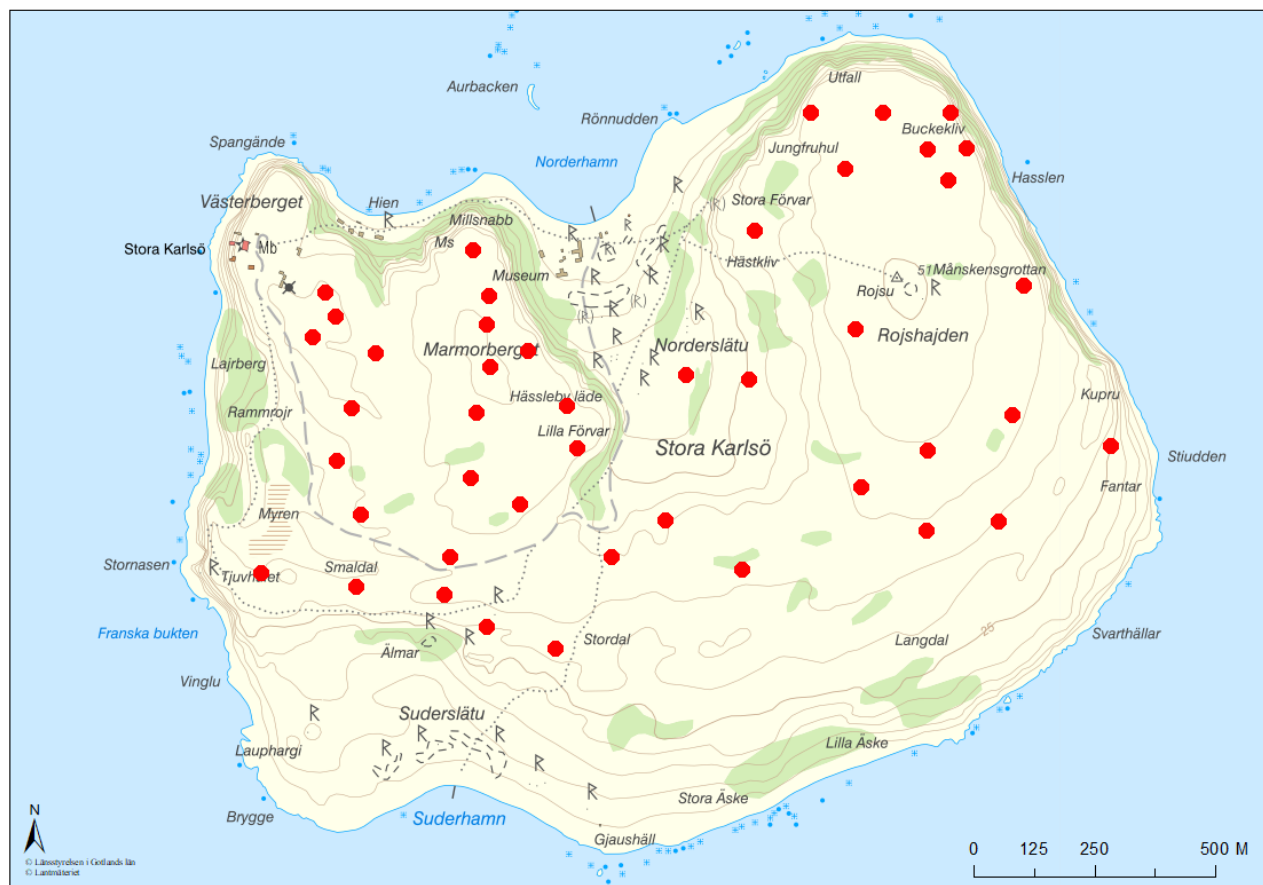 Aurbacken
Utfall
Rönnudden
Buckekliv
Spangände
Jungfruhul
Norderhamn
Hasslen
Västerberget
Hien
Stora Förvar
Millsnabb
Stora Karlsö
Mb
Ms
Museum
Hästkliv
51
Månskensgrottan
Rojsu
Rojshajden
Marmorberget
Norderslätu
Lajrberg
Kupru
Hässleby läde
Rammrojr
Lilla Förvar
Stora Karlsö
Stiudden
Fantar
Myren
Stornasen
Smaldal
Tjuvhålet
Franska bukten
Svarthällar
25
Stordal
Langdal
Älmar
Vinglu
Suderslätu
Lauphargi
Lilla Äske
Stora Äske
Brygge
Suderhamn
Gjaushäll
N
© Länsstyrelsen i Gotlands län
© Lantmäteriet
0 125 250 500 M